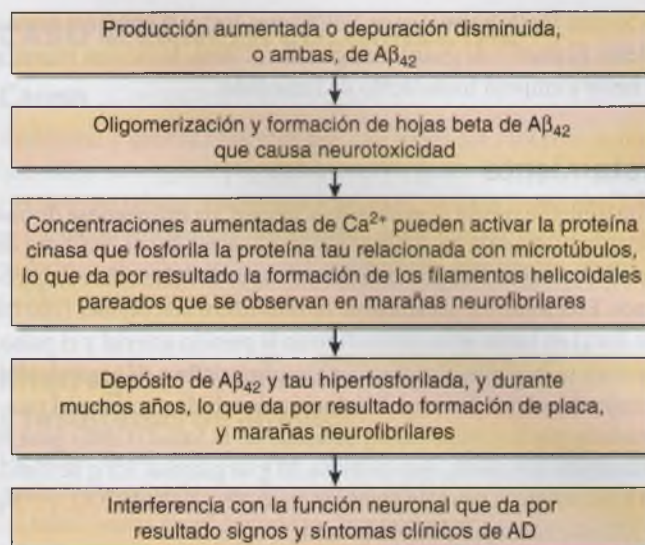 Producción aumentada o depuración disminuida,
o ambas, de Aβ₄₂
Oligomerización y formación de hojas beta de Aβ₄₂
que causa neurotoxicidad
Concentraciones aumentadas de Ca²⁺ pueden activar la proteína
cinasa que fosforila la proteína tau relacionada con microtúbulos,
lo que da por resultado la formación de los filamentos helicoidales
pareados que se observan en marañas neurofibrilares
Depósito de Aβ₄₂ y tau hiperfosforilada, y durante
muchos años, lo que da por resultado formación de placa,
y marañas neurofibrilares
Interferencia con la función neuronal que da por
resultado signos y síntomas clínicos de AD